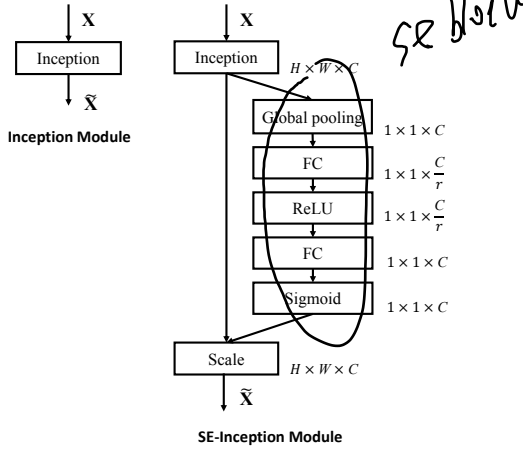 X
Inception
X̃
Inception Module
X
Inception
H × W × C
se block
Global pooling
1 × 1 × C
FC
1 × 1 × C/r
ReLU
1 × 1 × C/r
FC
1 × 1 × C
Sigmoid
1 × 1 × C
Scale
H × W × C
X̃
SE-Inception Module